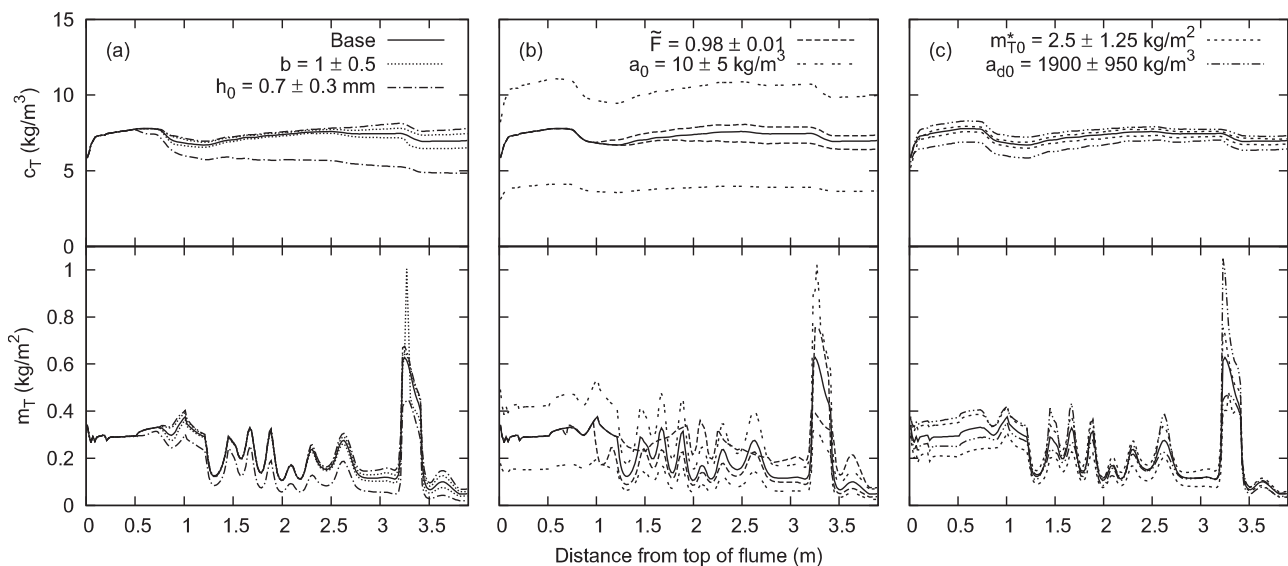 (a)
Base
b = 1 ± 0.5
h0 = 0.7 ± 0.3 mm
(b)
F̃ = 0.98 ± 0.01
a0 = 10 ± 5 kg/m3
(c)
m*T0 = 2.5 ± 1.25 kg/m2
ad0 = 1900 ± 950 kg/m3
cT (kg/m3)
15
10
5
0
mT (kg/m2)
1
0.8
0.6
0.4
0.2
0
0 0.5 1 1.5 2 2.5 3 3.5
0 0.5 1 1.5 2 2.5 3 3.5
0 0.5 1 1.5 2 2.5 3 3.5
Distance from top of flume (m)